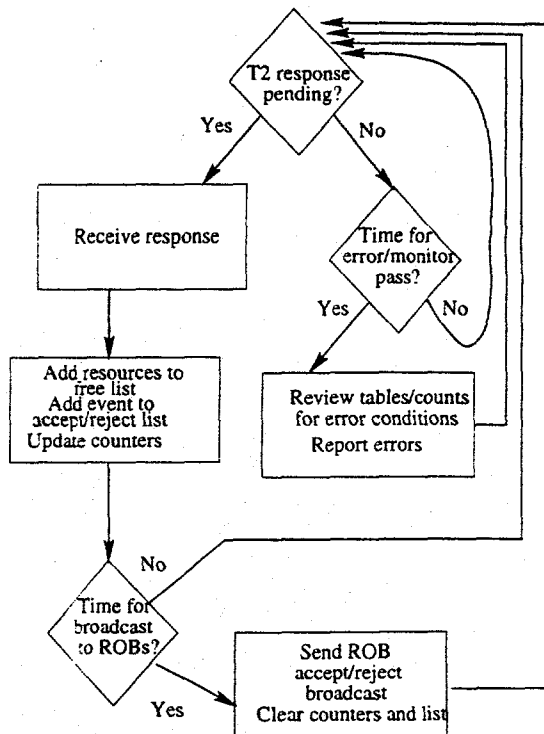 T2 response
pending?
Yes
No
Receive response
Time for
error/monitor
pass?
Yes
No
Add resources to
free list
Add event to
accept/reject list
Update counters
Review tables/counts
for error conditions
Report errors
No
Time for
broadcast
to ROBs?
Yes
Send ROB
accept/reject
broadcast
Clear counters and list